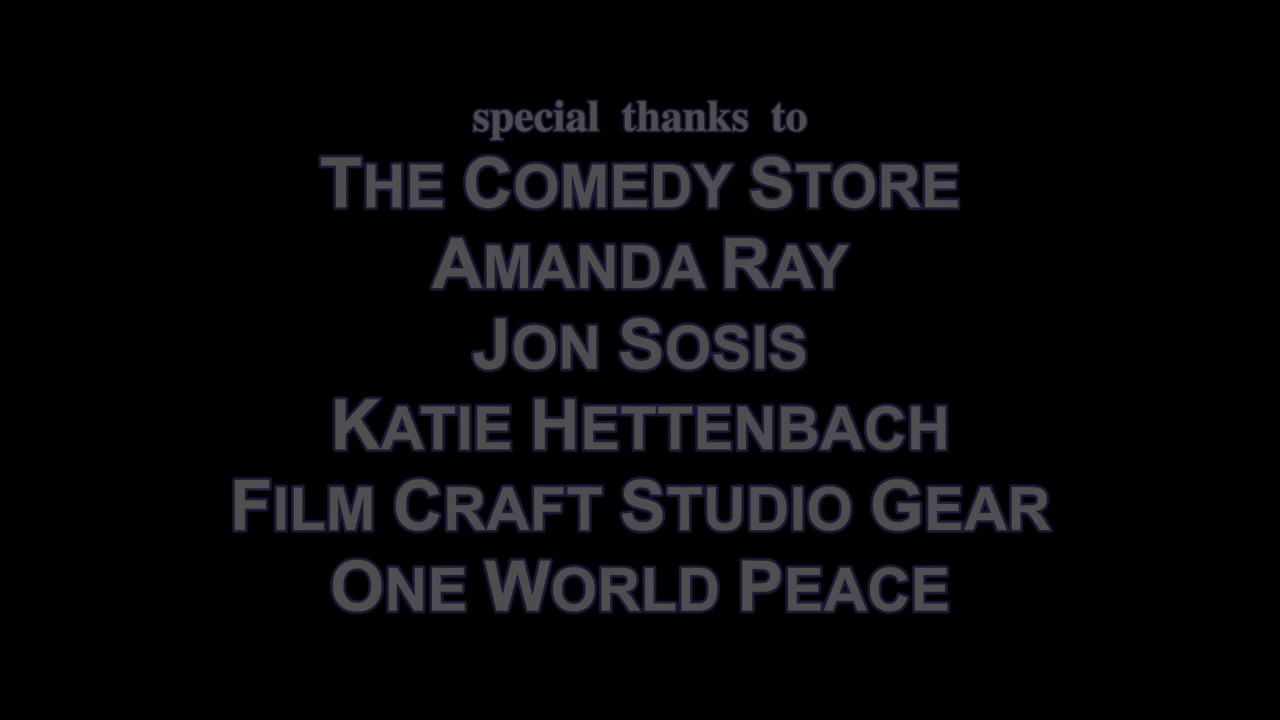 special thanks to
THE COMEDY STORE
AMANDA RAY
JON SOSIS
KATIE HETTENBACH
FILM CRAFT STUDIO GEAR
ONE WORLD PEACE